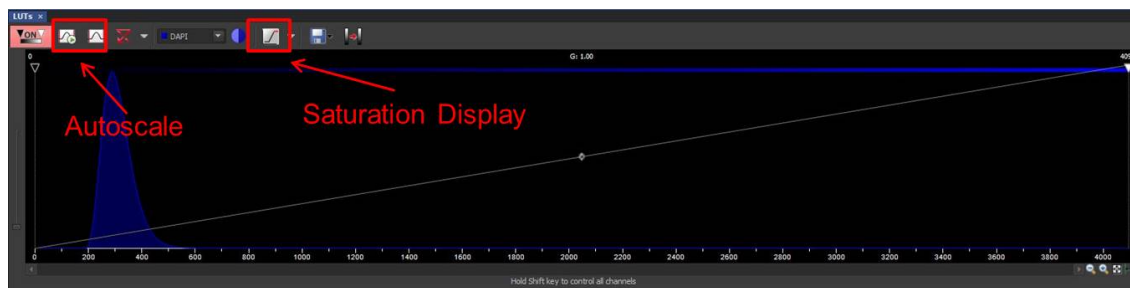 LUTs ×
ON DAPI
0 G: 1.00 409
Autoscale
Saturation Display
0 200 400 600 800 1000 1200 1400 1600 1800 2000 2200 2400 2600 2800 3000 3200 3400 3600 3800 4000
Hold Shift key to control all channels